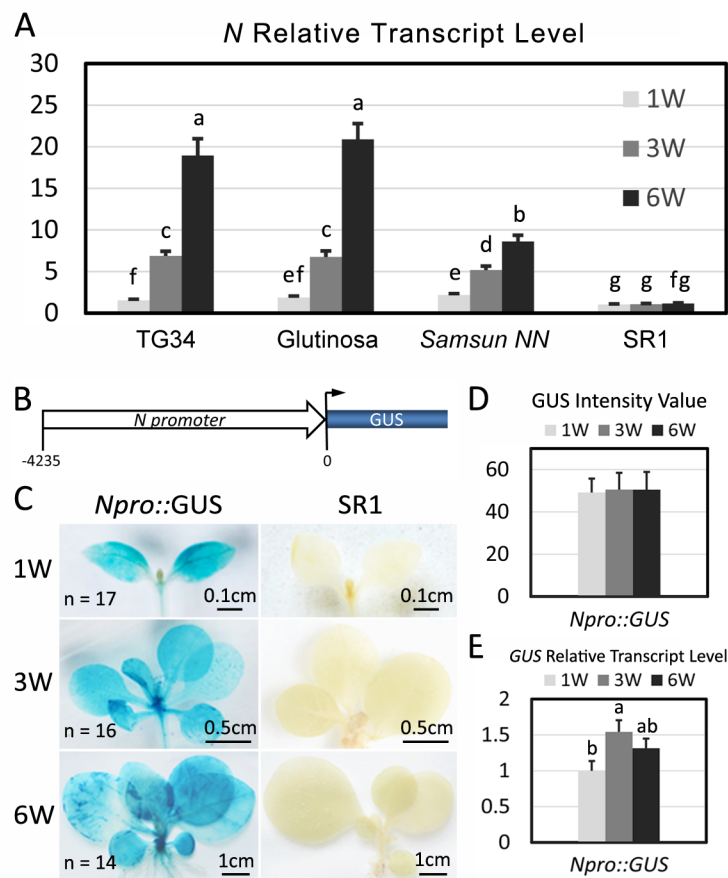 A
N Relative Transcript Level
30
25
20
15
10
5
0
1W
3W
6W
f
c
a
ef
c
a
e
d
b
g
g
fg
TG34
Glutinosa
Samsun NN
SR1
B
N promoter
GUS
-4235
0
C
Npro::GUS
SR1
1W
n = 17
0.1cm
0.1cm
3W
n = 16
0.5cm
0.5cm
6W
n = 14
1cm
1cm
D
GUS Intensity Value
1W 3W 6W
60
40
20
0
Npro::GUS
E
GUS Relative Transcript Level
1W 3W 6W
2
1.5
1
0.5
0
b
a
ab
Npro::GUS